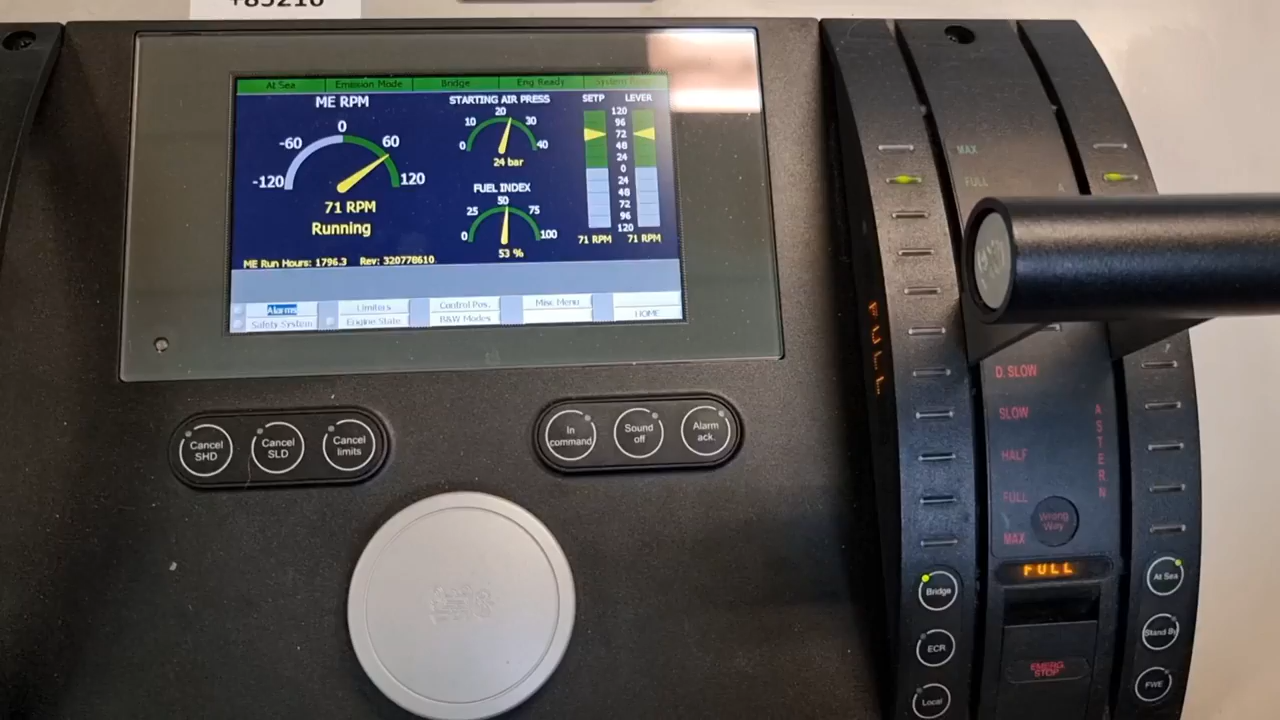 +85216
At Sea
Emission Mode
Bridge
Eng Ready
ME RPM
0
-60
60
-120
120
71 RPM
Running
ME Run Hours: 1796.3 Rev: 320778610
STARTING AIR PRESS
20
10
30
0
40
24 bar
FUEL INDEX
50
25
75
0
100
53 %
SETP LEVER
120
96
72
48
24
0
24
48
72
96
120
71 RPM
71 RPM
Alarms
Limiters
Control Pos.
Misc Menu
Safety System
Engine State
B&W Modes
HOME
Cancel
SHD
Cancel
SLD
Cancel
limits
In
command
Sound
off
Alarm
ack.
FULL
MAX
FULL
A
D. SLOW
SLOW
HALF
FULL
MAX
ASTERN
Wrong
Way
FULL
EMERG.
STOP
Bridge
ECR
Local
At Sea
Stand By
FWE